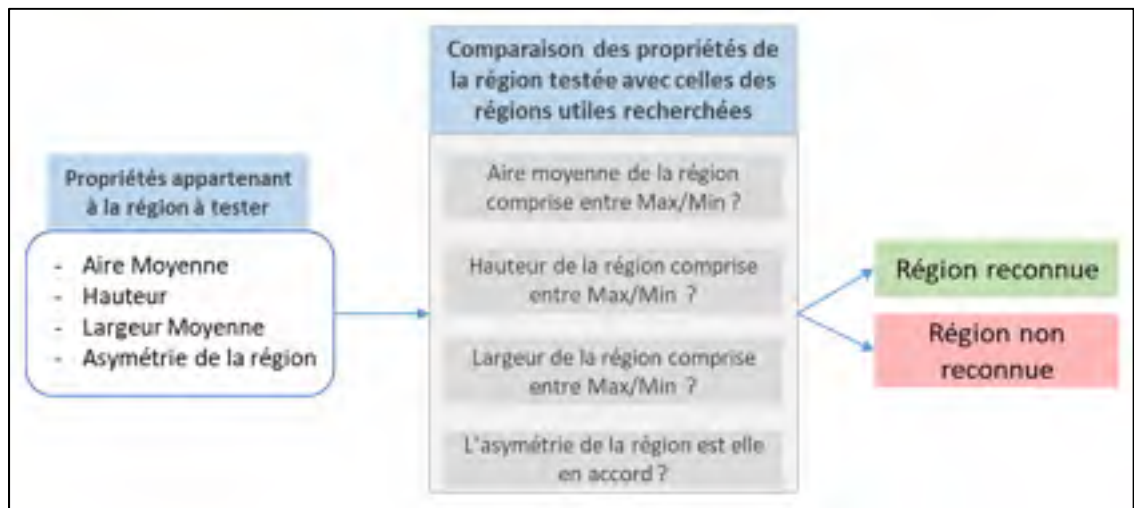 Comparaison des propriétés de
la région testée avec celles des
régions utiles recherchées
Propriétés appartenant
à la région à tester
- Aire Moyenne
- Hauteur
- Largeur Moyenne
- Asymétrie de la région
Aire moyenne de la région
comprise entre Max/Min ?
Hauteur de la région comprise
entre Max/Min ?
Largeur de la région comprise
entre Max/Min ?
L'asymétrie de la région est elle
en accord ?
Région reconnue
Région non
reconnue